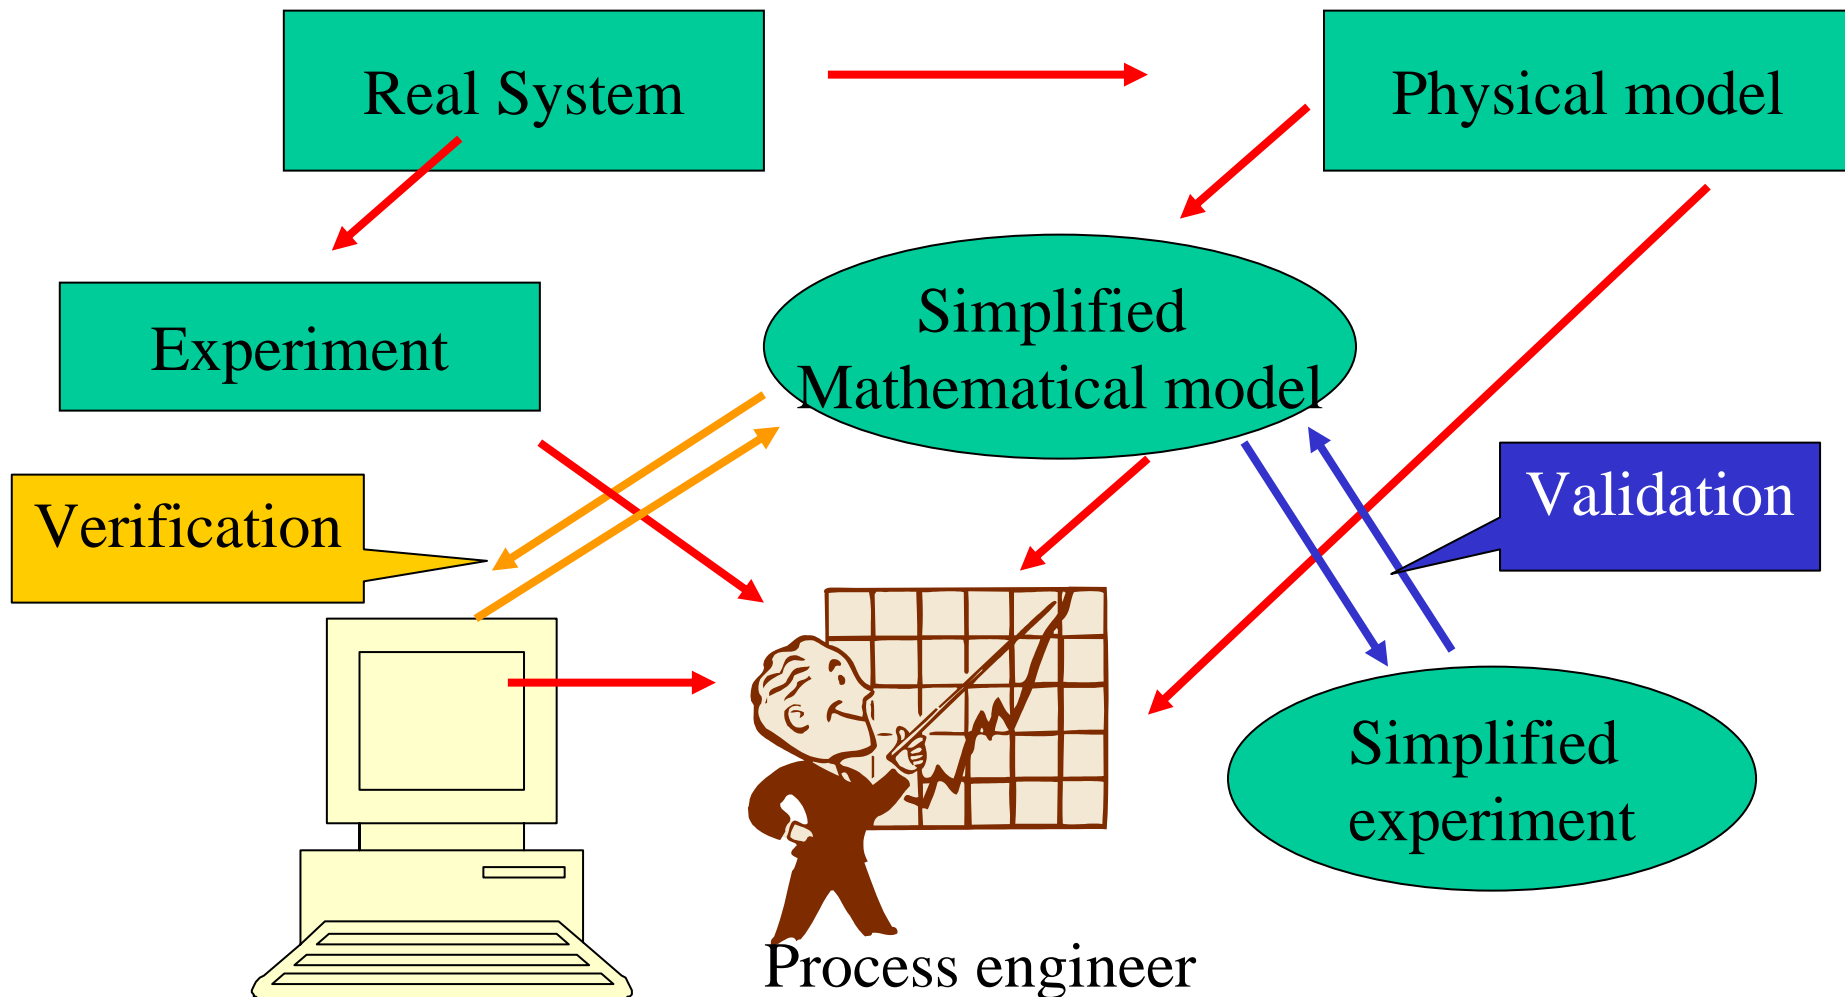 Real System
Physical model
Simplified
Mathematical model
Experiment
Verification
Validation
Simplified
experiment
Process engineer